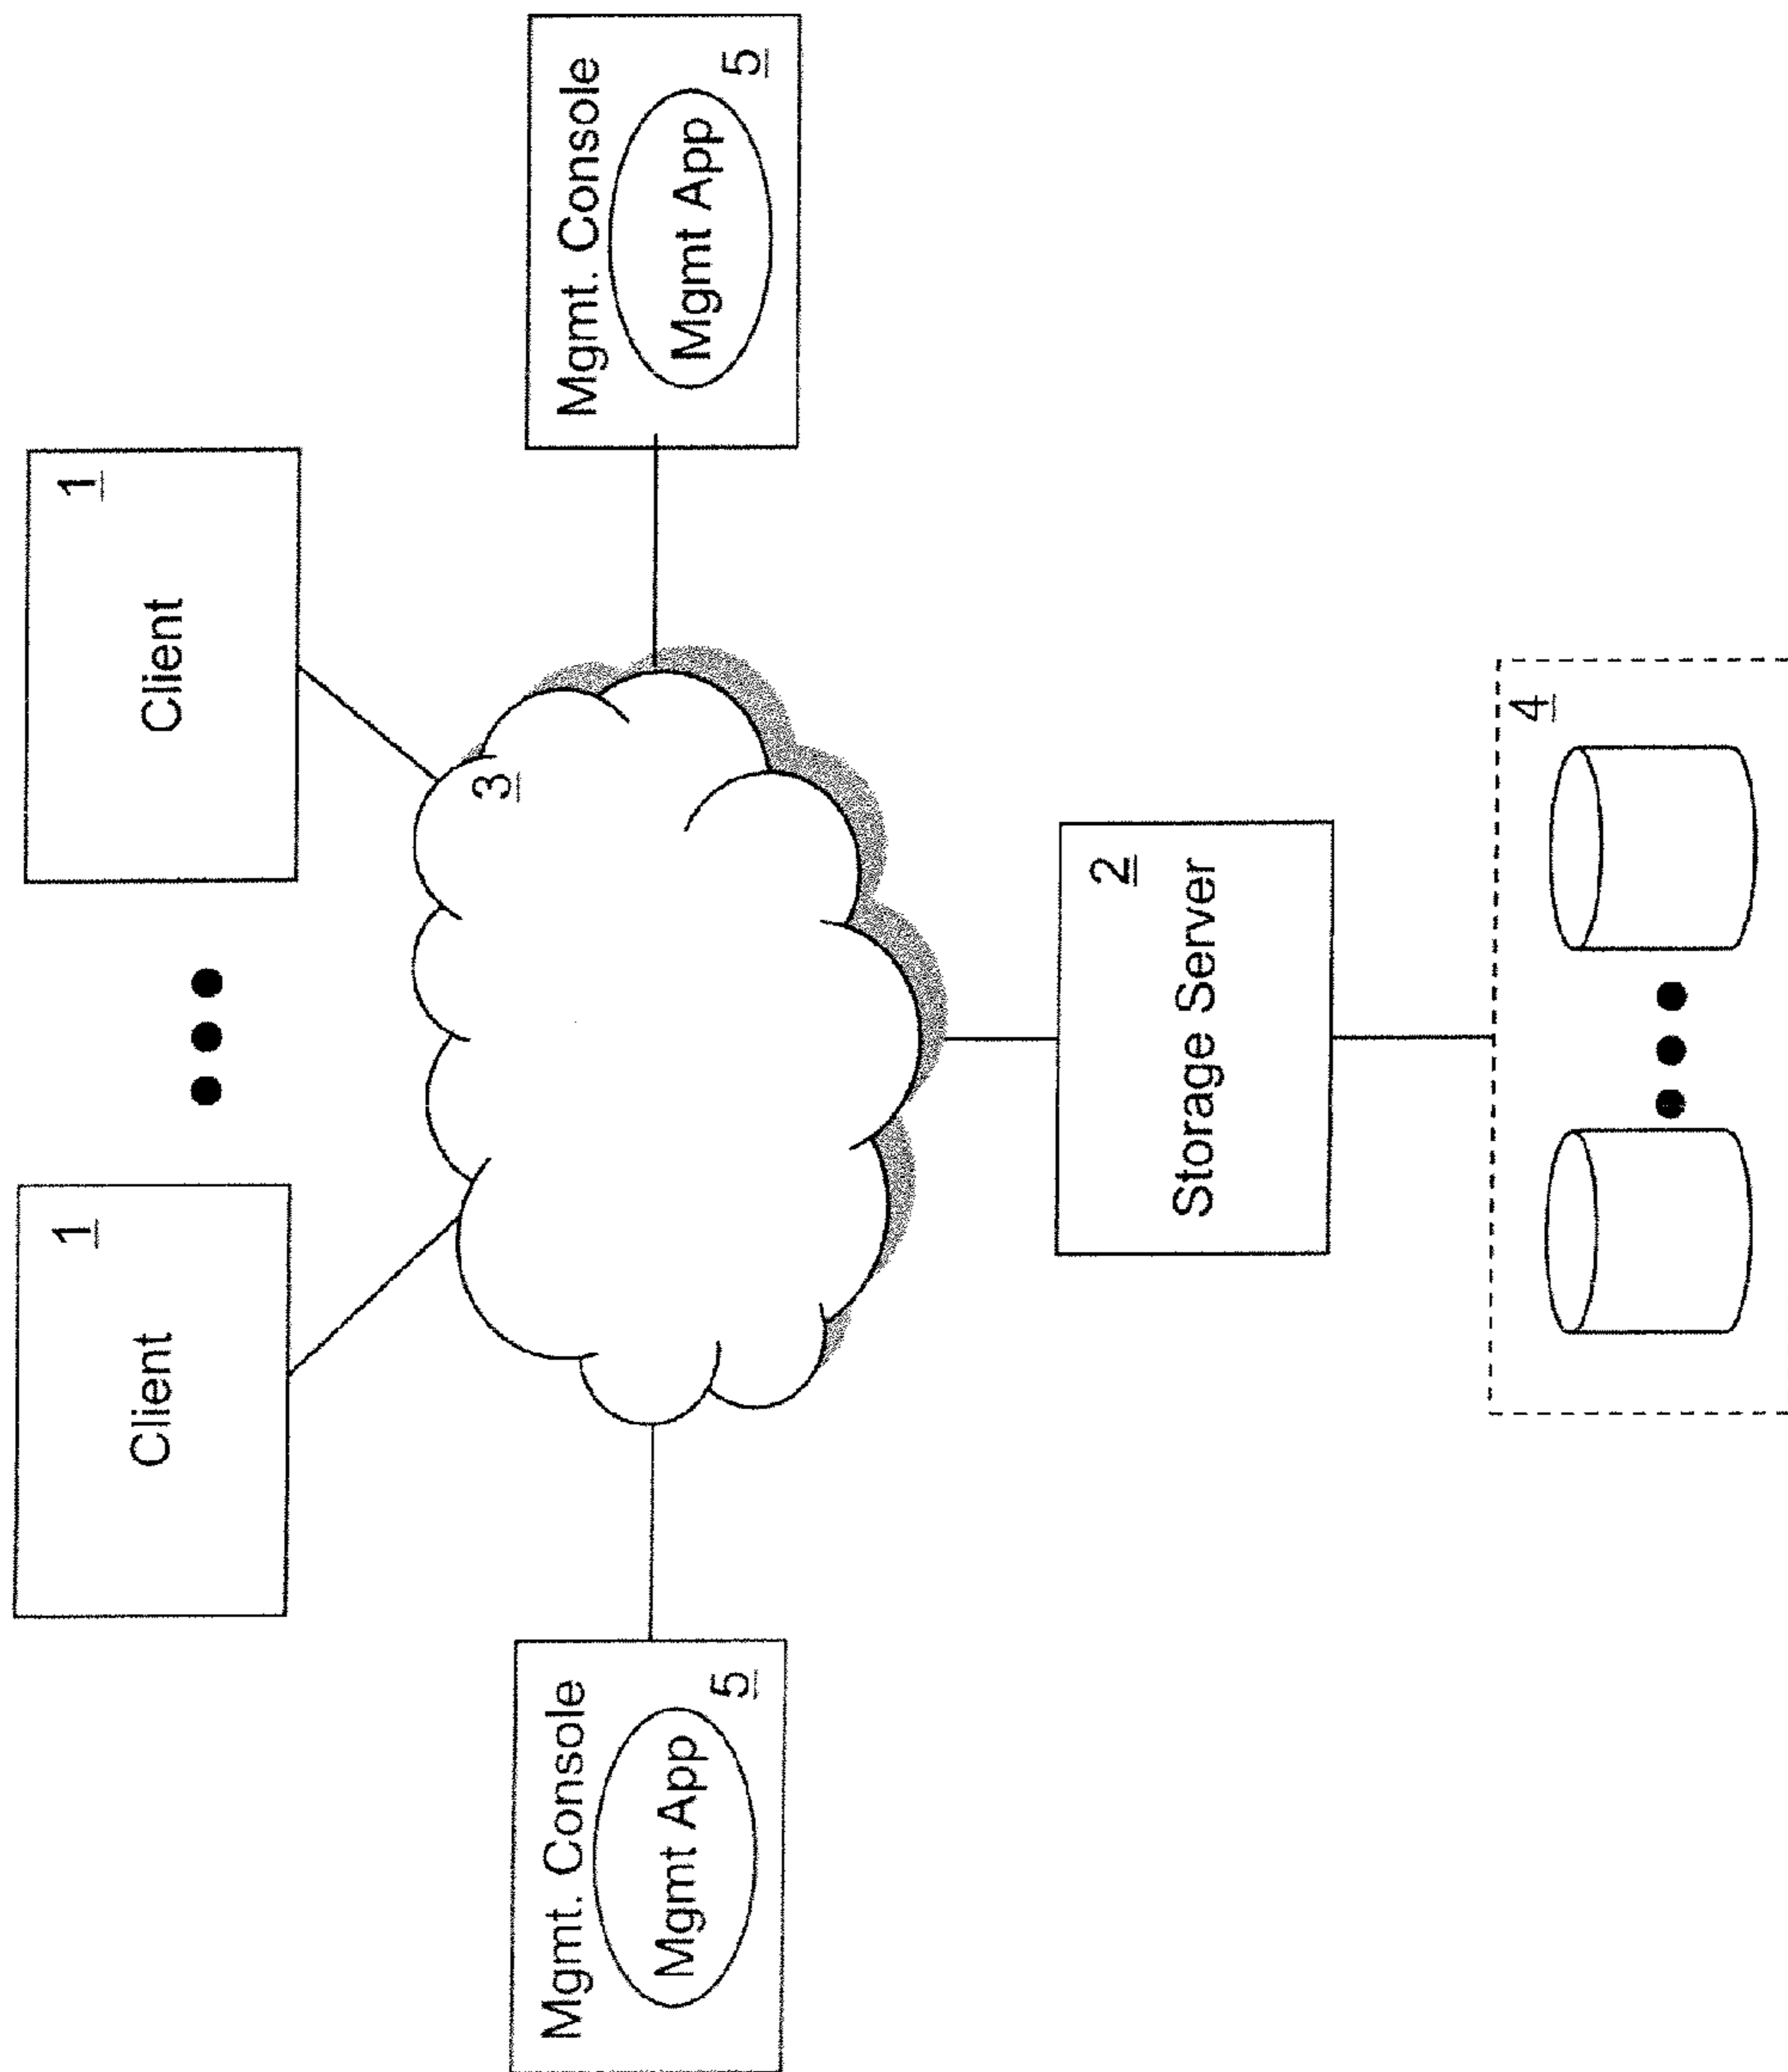 1
Client
1
Client
3
Mgmt. Console
Mgmt App
5
Mgmt. Console
Mgmt App
5
2
Storage Server
4